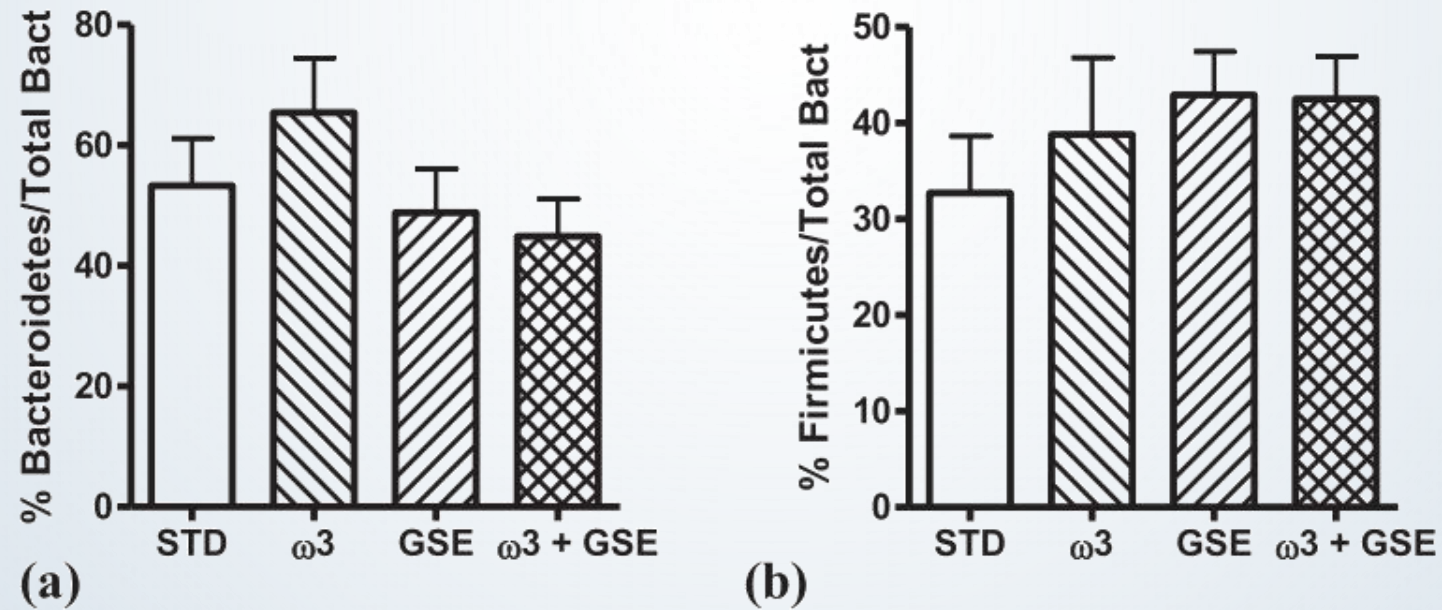 % Bacteroidetes/Total Bact
80
60
40
20
0
STD ω3 GSE ω3 + GSE
(a)
% Firmicutes/Total Bact
50
40
30
20
10
0
STD ω3 GSE ω3 + GSE
(b)